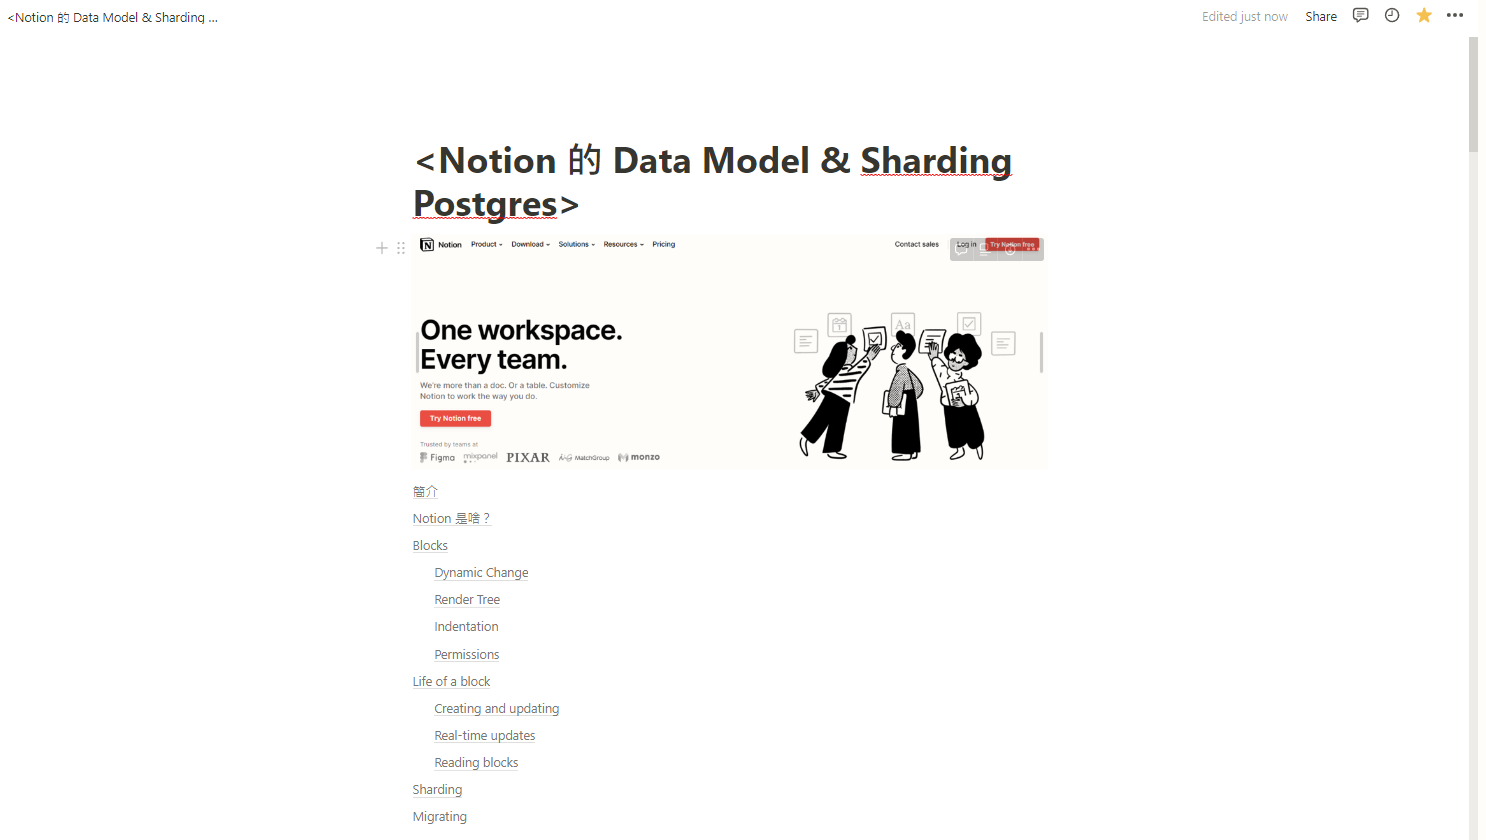 <Notion 的 Data Model & Sharding ...
Edited just now Share
<Notion 的 Data Model & Sharding
Postgres>
Notion Product Download Solutions Resources Pricing Contact sales Log in Try Notion free
One workspace.
Every team.
We're more than a doc. Or a table. Customize
Notion to work the way you do.
Try Notion free
Trusted by teams at
Figma mixpanel PIXAR MatchGroup monzo
Aa
1
簡介
Notion 是啥？
Blocks
Dynamic Change
Render Tree
Indentation
Permissions
Life of a block
Creating and updating
Real-time updates
Reading blocks
Sharding
Migrating